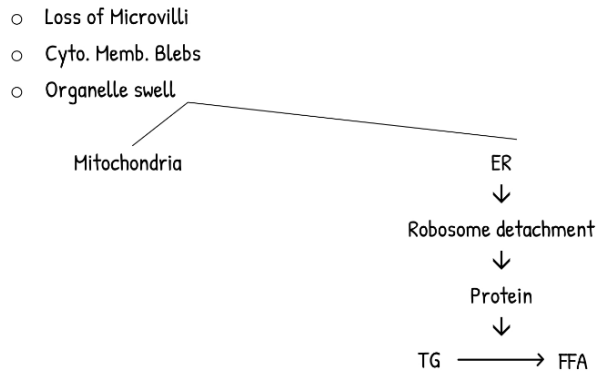 Loss of Microvilli
Cyto. Memb. Blebs
Organelle swell
Mitochondria
ER
Robosome detachment
Protein
TG
FFA